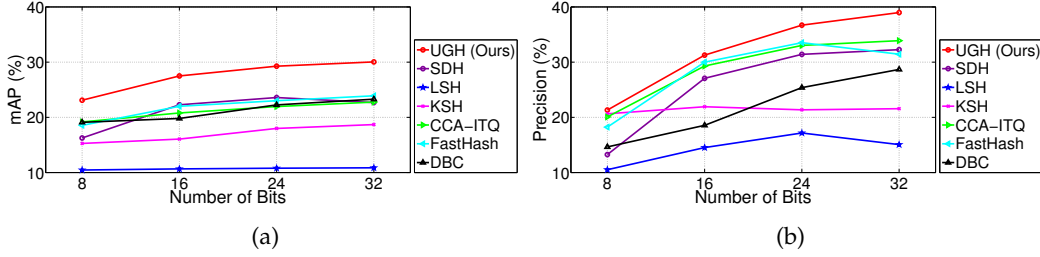 40
30
20
10
mAP (%)
8
16
24
32
Number of Bits
UGH (Ours)
SDH
LSH
KSH
CCA-ITQ
FastHash
DBC
(a)
40
30
20
10
Precision (%)
8
16
24
32
Number of Bits
UGH (Ours)
SDH
LSH
KSH
CCA-ITQ
FastHash
DBC
(b)